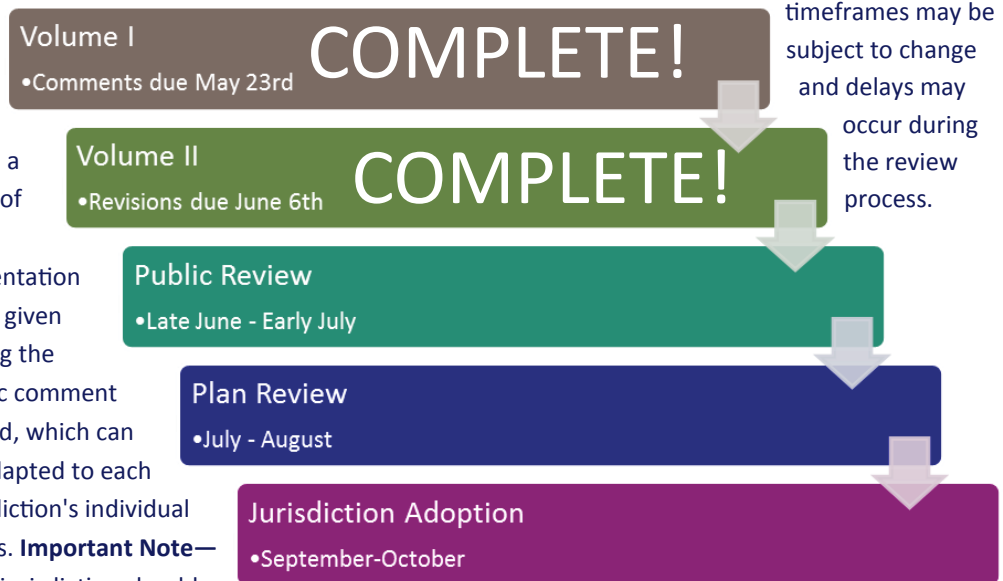 a
of
entation
given
g the
c comment
d, which can
dapted to each
diction's individual
s. Important Note—
jurisdiction should
Volume I
•Comments due May 23rd
COMPLETE!
Volume II
•Revisions due June 6th
COMPLETE!
Public Review
•Late June - Early July
Plan Review
•July - August
Jurisdiction Adoption
•September-October
timeframes may be
subject to change
and delays may
occur during
the review
process.